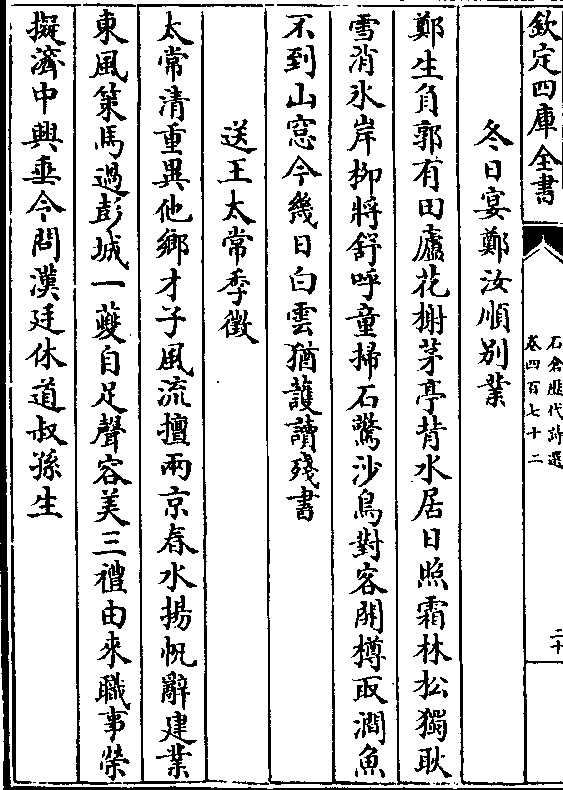 欽定四庫全書
石倉歷代詩選
卷四百七十二
二十
冬日宴鄭汝順別業
鄭生負郭有田廬花榭茅亭背水居日照霜林松獨耿
雪消氷岸柳將舒呼童掃石驚沙鳥對客開樽取澗魚
不到山窓今幾日白雲猶護讀殘書
送王太常季徵
太常清重異他鄉才子風流擅兩京春水揚帆辭建業
東風策馬過彭城一夔自足聲容美三禮由來職事榮
擬濟中興垂令問漢廷休道叔孫生